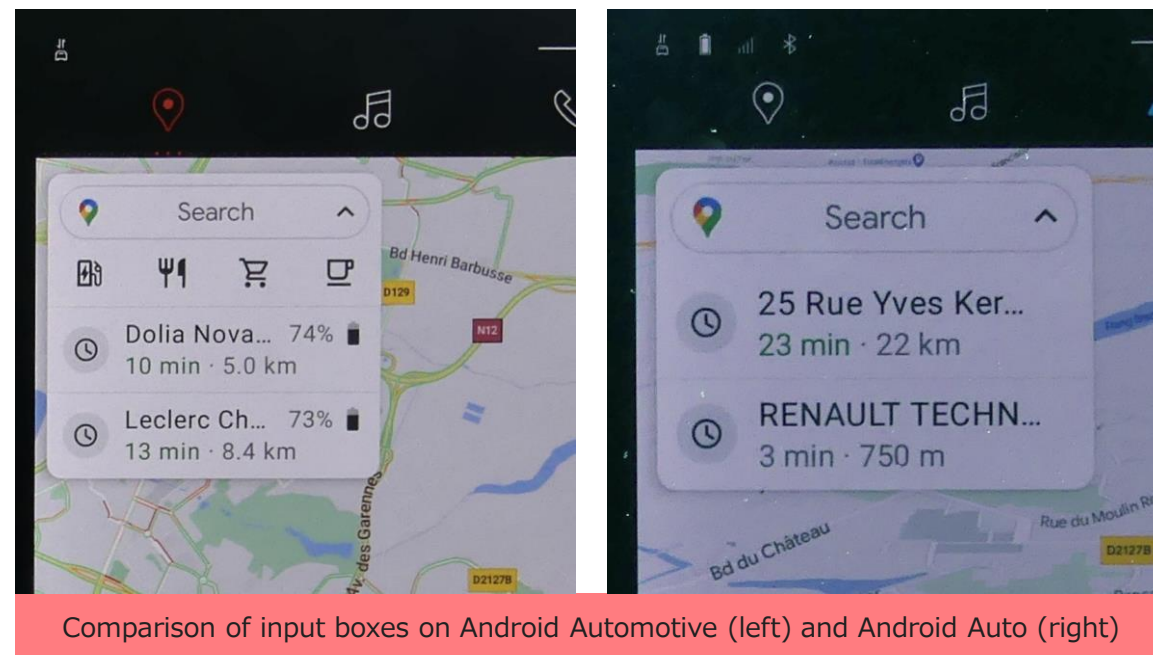 Search
Dolia Nova... 74%
10 min · 5.0 km
Leclerc Ch... 73%
13 min · 8.4 km
Bd Henri Barbusse
D129
N12
Av. des Garennes
D2127B
Search
25 Rue Yves Ker...
23 min · 22 km
RENAULT TECHN...
3 min · 750 m
Bd du Château
Rue du Moulin
D2127B
Comparison of input boxes on Android Automotive (left) and Android Auto (right)